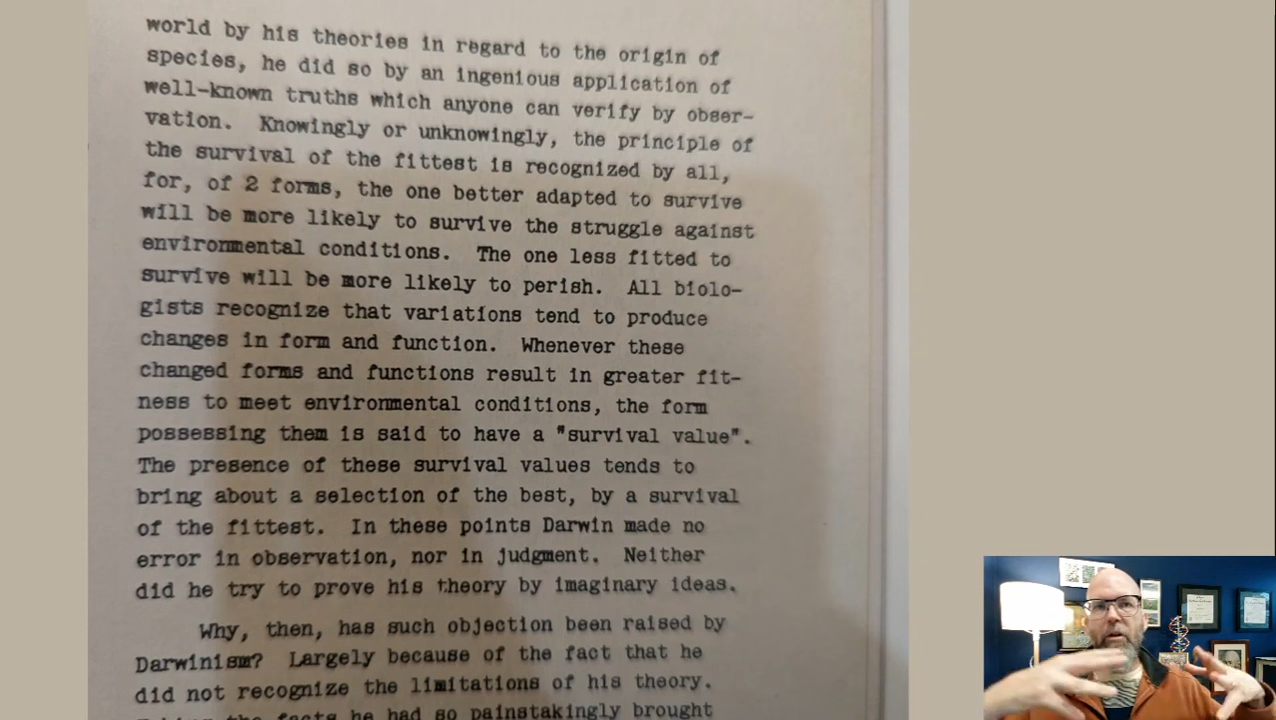 world by his theories in regard to the origin of
species, he did so by an ingenious application of
well-known truths which anyone can verify by obser-
vation.  Knowingly or unknowingly, the principle of
the survival of the fittest is recognized by all,
for, of 2 forms, the one better adapted to survive
will be more likely to survive the struggle against
environmental conditions.  The one less fitted to
survive will be more likely to perish.  All biolo-
gists recognize that variations tend to produce
changes in form and function.  Whenever these
changed forms and functions result in greater fit-
ness to meet environmental conditions, the form
possessing them is said to have a "survival value".
The presence of these survival values tends to
bring about a selection of the best, by a survival
of the fittest.  In these points Darwin made no
error in observation, nor in judgment.  Neither
did he try to prove his theory by imaginary ideas.
Why, then, has such objection been raised by
Darwinism?  Largely because of the fact that he
did not recognize the limitations of his theory.
the facts he had so painstakingly brought